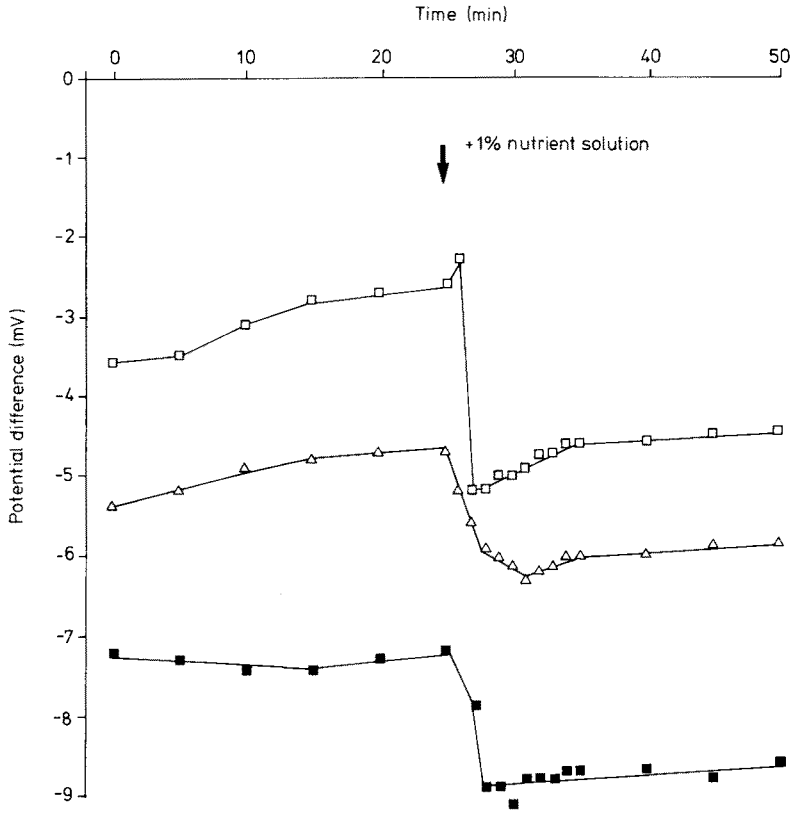 Time (min)
0 10 20 30 40 50
0
+1% nutrient solution
-1
-2
-3
-4
-5
-6
-7
-8
-9
Potential difference (mV)